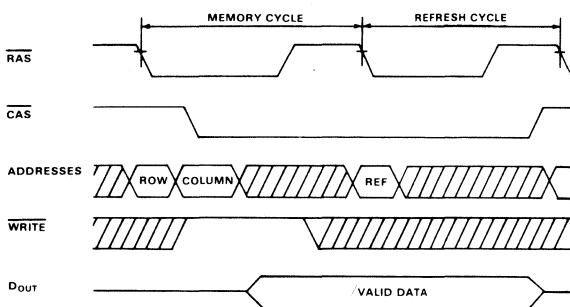 MEMORY CYCLE
REFRESH CYCLE
RAS
CAS
ADDRESSES
ROW
COLUMN
REF
WRITE
DOUT
VALID DATA